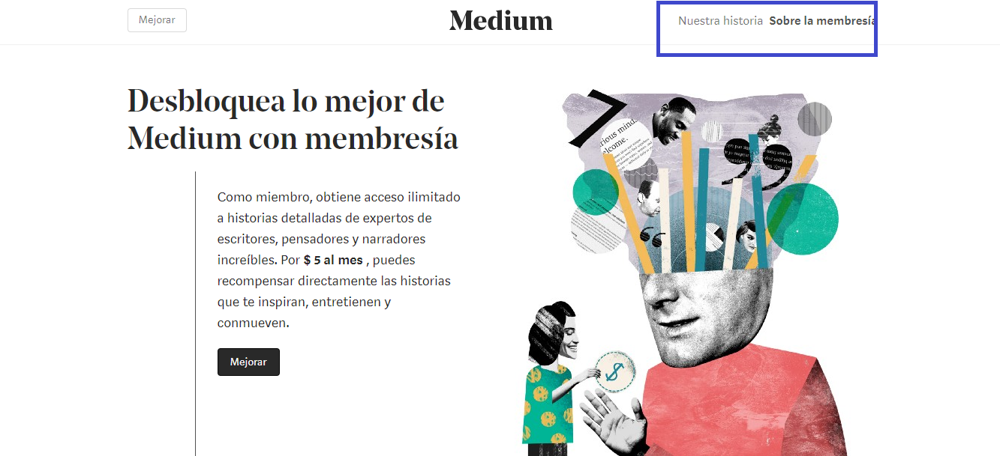 Mejorar
Medium
Nuestra historia Sobre la membresía
Desbloquea lo mejor de
Medium con membresía
Como miembro, obtiene acceso ilimitado
a historias detalladas de expertos de
escritores, pensadores y narradores
increíbles. Por $ 5 al mes , puedes
recompensar directamente las historias
que te inspiran, entretienen y
conmueven.
Mejorar
rious mind
elcome.
$